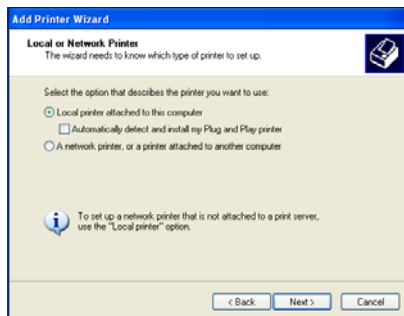 Add Printer Wizard
Local or Network Printer
The wizard needs to know which type of printer to set up.
Select the option that describes the printer you want to use:
Local printer attached to this computer
Automatically detect and install my Plug and Play printer
A network printer, or a printer attached to another computer
To set up a network printer that is not attached to a print server,
use the "Local printer" option.
< Back Next > Cancel